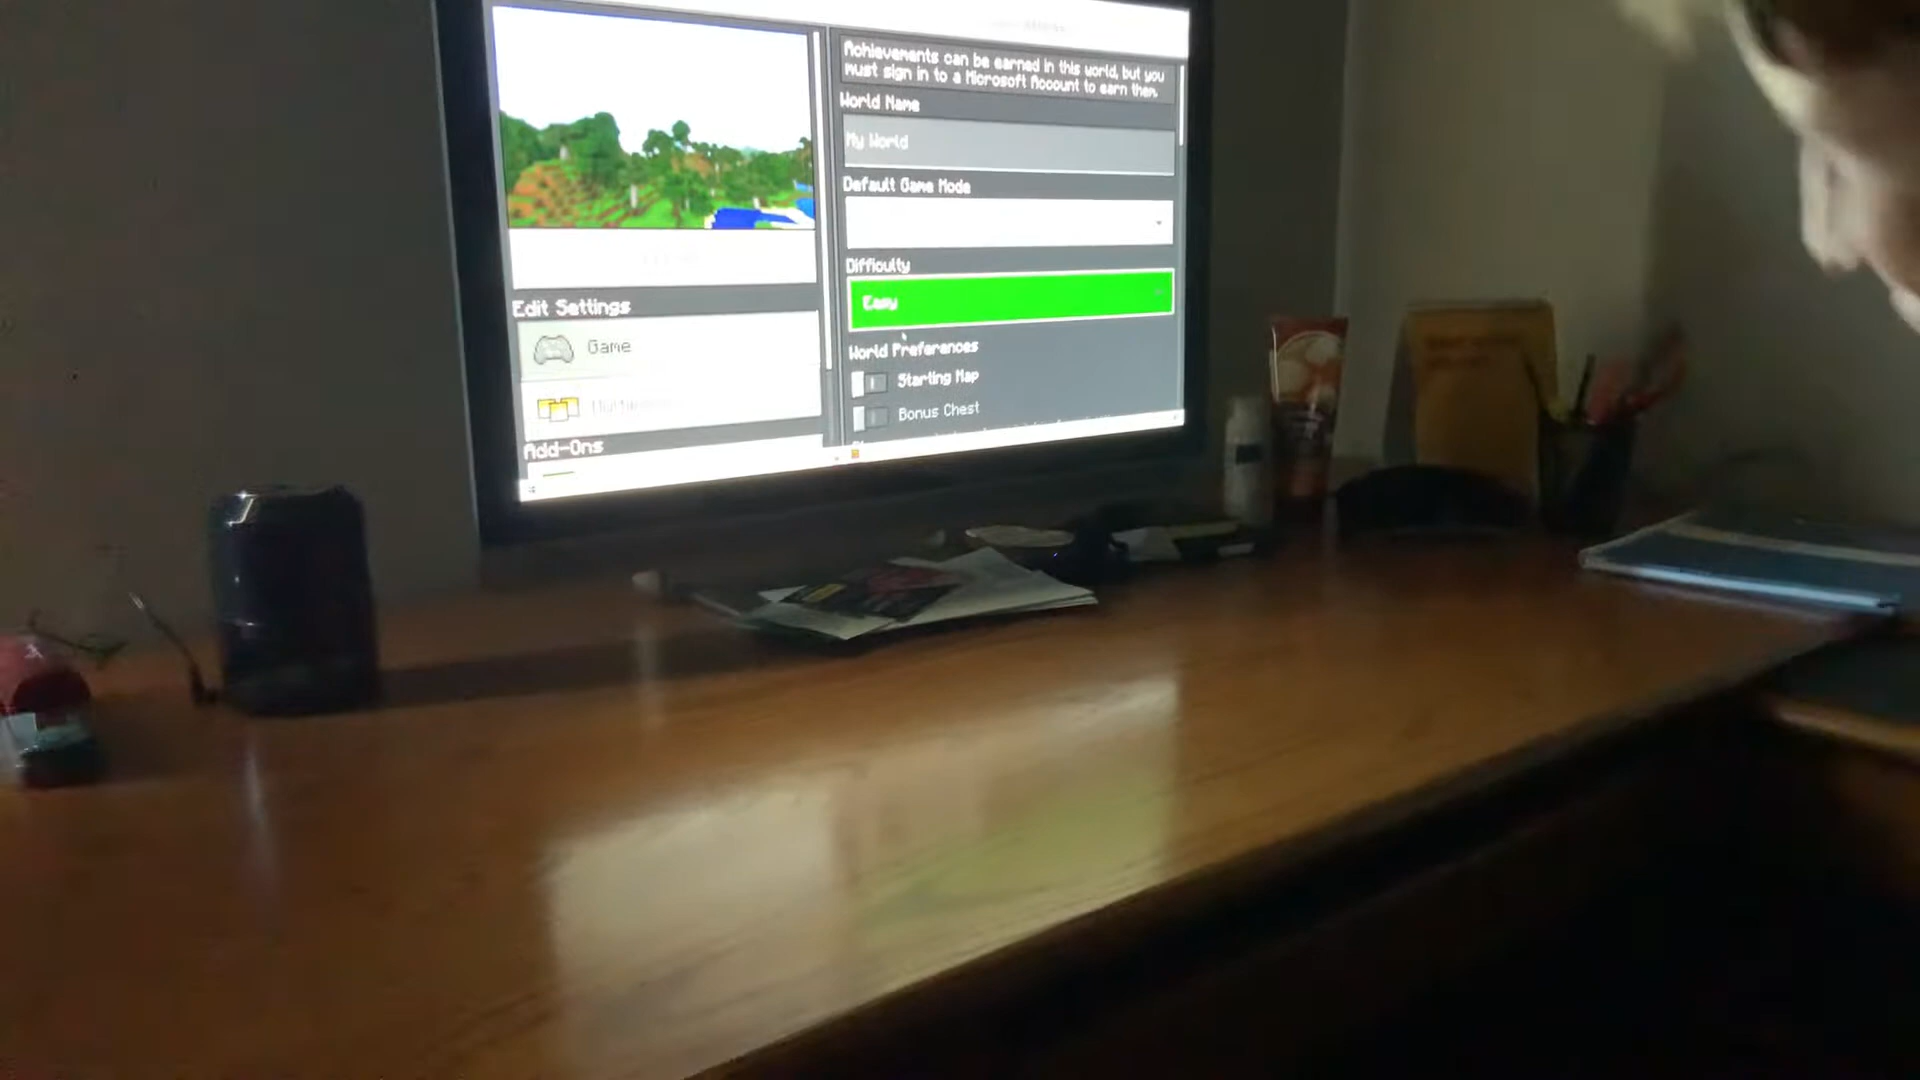 Achievements can be earned in this world, but you
must sign in to a Microsoft Account to earn them.
World Name
My World
Default Game Mode
Difficulty
Easy
Edit Settings
Game
World Preferences
Starting Map
Bonus Chest
Add-Ons